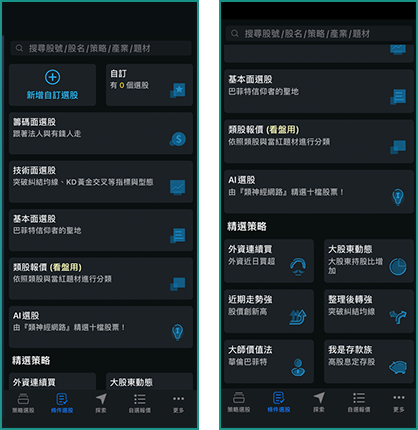 搜尋股號/股名/策略/產業/題材
新增自訂選股
自訂
有 0 個選股
籌碼面選股
跟著法人與有錢人走
技術面選股
突破糾結均線、KD黃金交叉等指標與型態
基本面選股
巴菲特信仰者的聖地
類股報價 (看盤用)
依照類股與當紅題材進行分類
AI選股
由『類神經網路』精選十檔股票！
精選策略
外資連續買
大股東動態
策略選股
條件選股
探索
自選報價
更多
搜尋股號/股名/策略/產業/題材
基本面選股
巴菲特信仰者的聖地
類股報價 (看盤用)
依照類股與當紅題材進行分類
AI選股
由『類神經網路』精選十檔股票！
精選策略
外資連續買
外資近日買超
大股東動態
大股東持股比增
加
近期走勢強
股價創新高
整理後轉強
突破糾結均線
大師價值法
華倫巴菲特
我是存款族
高股息定存股
策略選股
條件選股
探索
自選報價
更多